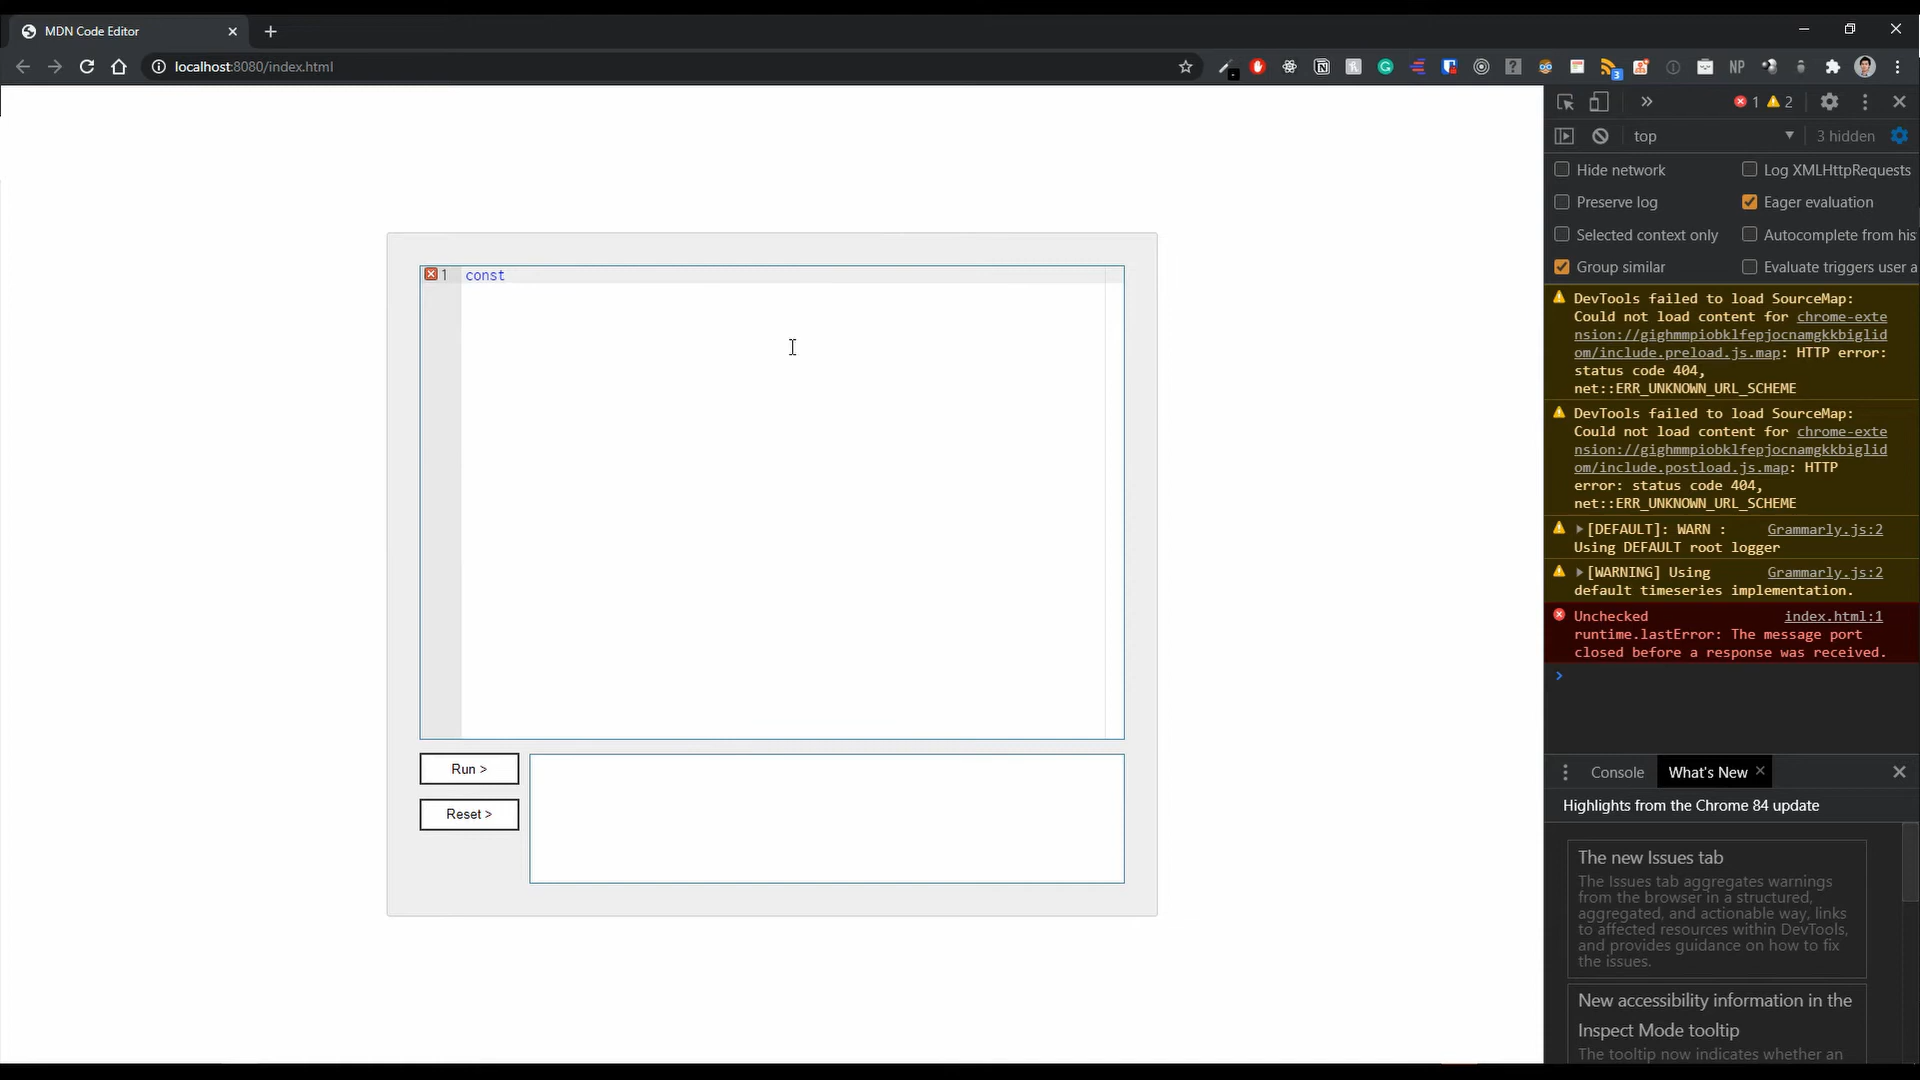 MDN Code Editor
localhost:8080/index.html
NP
3
1 2
top 3 hidden
Hide network Log XMLHttpRequests
Preserve log Eager evaluation
Selected context only Autocomplete from his
Group similar Evaluate triggers user a
1 const
DevTools failed to load SourceMap:
Could not load content for chrome-exte
nsion://gighmmpiobklfepjocnamgkkbiglid
om/include.preload.js.map: HTTP error:
status code 404,
net::ERR_UNKNOWN_URL_SCHEME
DevTools failed to load SourceMap:
Could not load content for chrome-exte
nsion://gighmmpiobklfepjocnamgkkbiglid
om/include.postload.js.map: HTTP
error: status code 404,
net::ERR_UNKNOWN_URL_SCHEME
[DEFAULT]: WARN : Grammarly.js:2
Using DEFAULT root logger
[WARNING] Using Grammarly.js:2
default timeseries implementation.
Unchecked index.html:1
runtime.lastError: The message port
closed before a response was received.
Run >
Reset >
Console What's New
Highlights from the Chrome 84 update
The new Issues tab
The Issues tab aggregates warnings
from the browser in a structured,
aggregated, and actionable way, links
to affected resources within DevTools,
and provides guidance on how to fix
the issues.
New accessibility information in the
Inspect Mode tooltip
The tooltip now indicates whether an